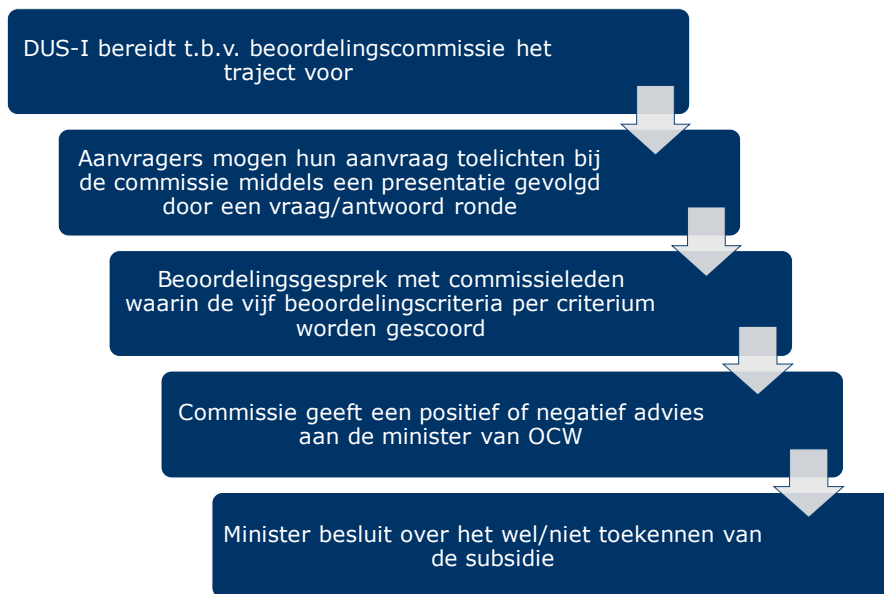 DUS-I bereidt t.b.v. beoordelingscommissie het
traject voor
Aanvragers mogen hun aanvraag toelichten bij
de commissie middels een presentatie gevolgd
door een vraag/antwoord ronde
Beoordelingsgesprek met commissieleden
waarin de vijf beoordelingscriteria per criterium
worden gescoord
Commissie geeft een positief of negatief advies
aan de minister van OCW
Minister besluit over het wel/niet toekennen van
de subsidie